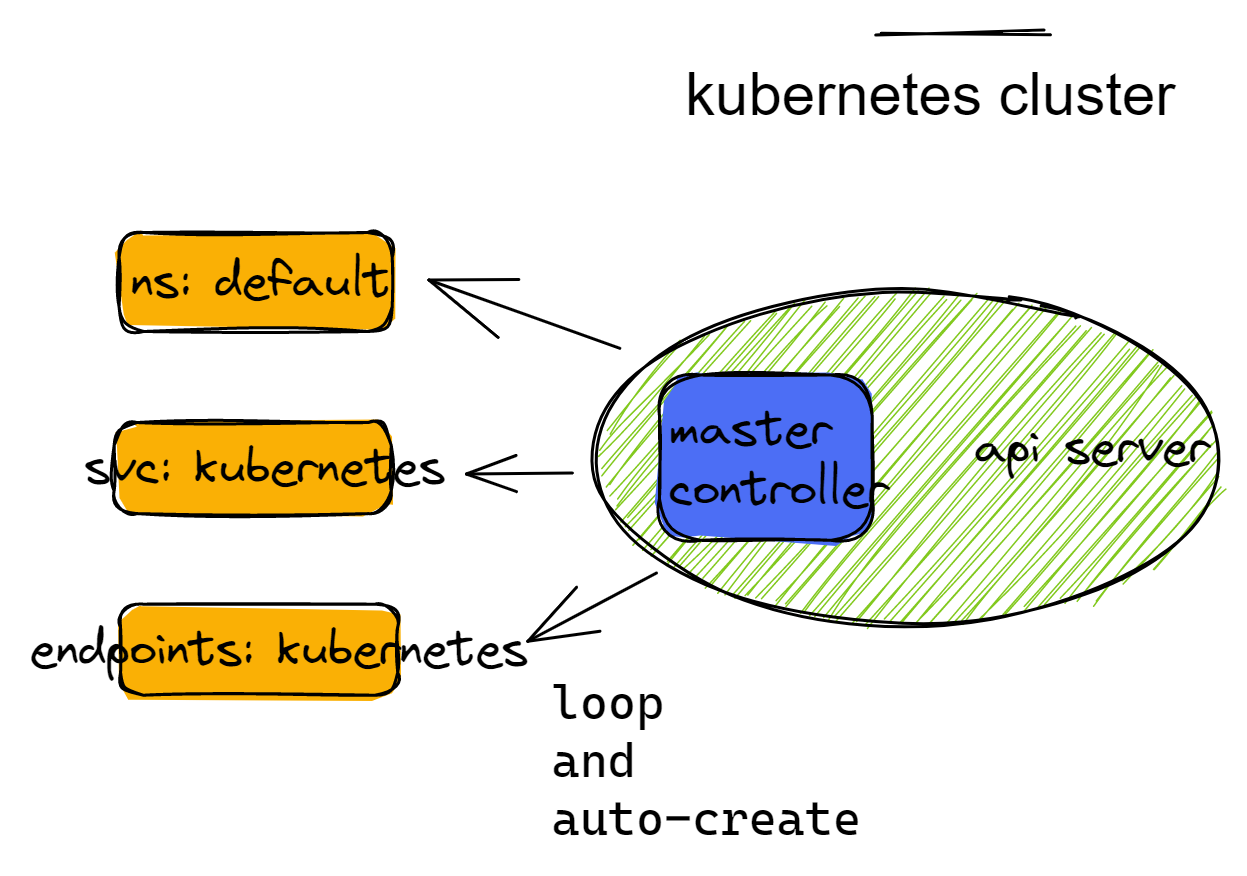 kubernetes cluster
ns: default
svc: kubernetes
endpoints: kubernetes
master
controller
api server
loop
and
auto-create